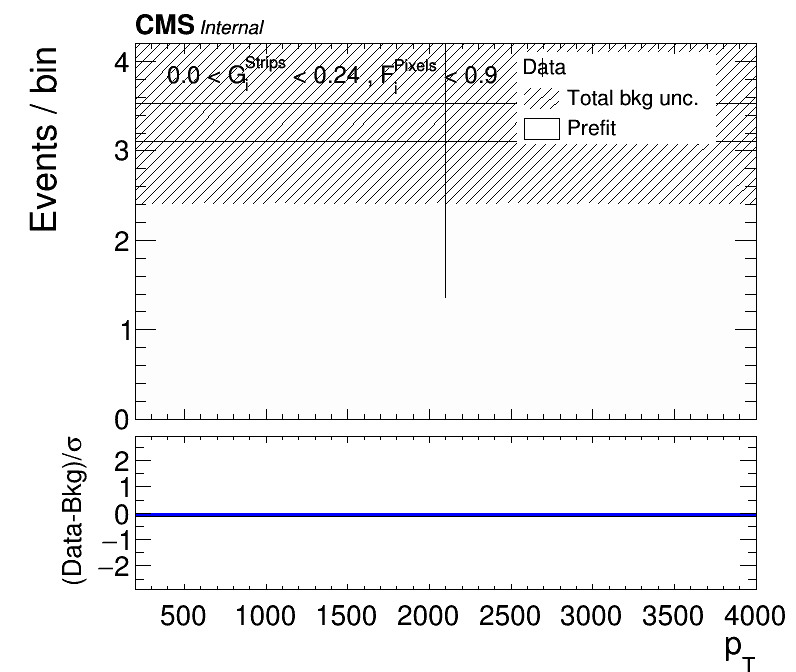 CMS Internal
Events / bin
4
3
2
1
0
0.0 < G_i^Strips < 0.24 , F_i^Pixels < 0.9
Data
Total bkg unc.
Prefit
(Data-Bkg)/σ
2
1
0
−1
−2
500 1000 1500 2000 2500 3000 3500 4000
p_T